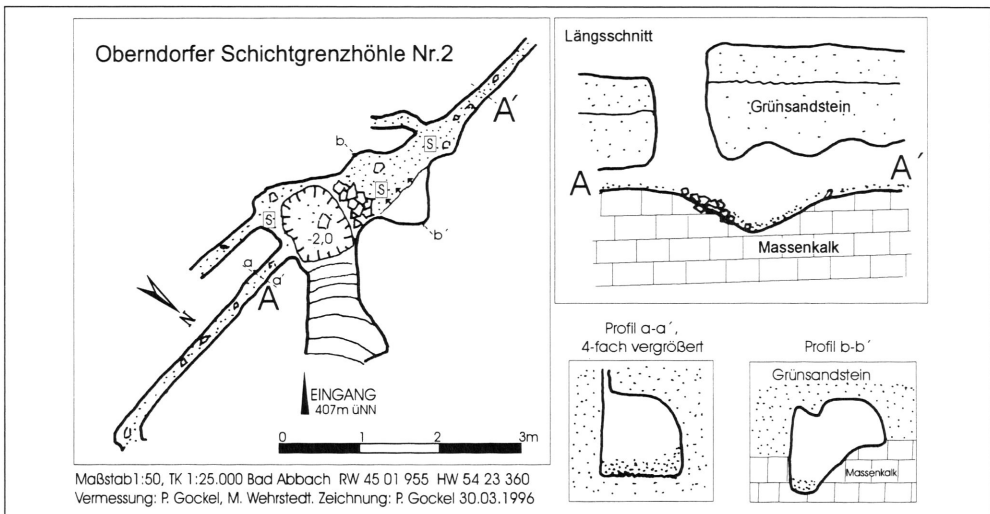 Oberndorfer Schichtgrenzhöhle Nr.2
A´
b
S
S
b´
S
-2,0
a
a´
A
N
EINGANG
407m üNN
0 1 2 3m
Maßstab1:50, TK 1:25.000 Bad Abbach RW 45 01 955 HW 54 23 360
Vermessung: P. Gockel, M. Wehrstedt. Zeichnung: P. Gockel 30.03.1996
Längsschnitt
Grünsandstein
A
A´
Massenkalk
Profil a-a´,
4-fach vergrößert
Profil b-b´
Grünsandstein
Massenkalk